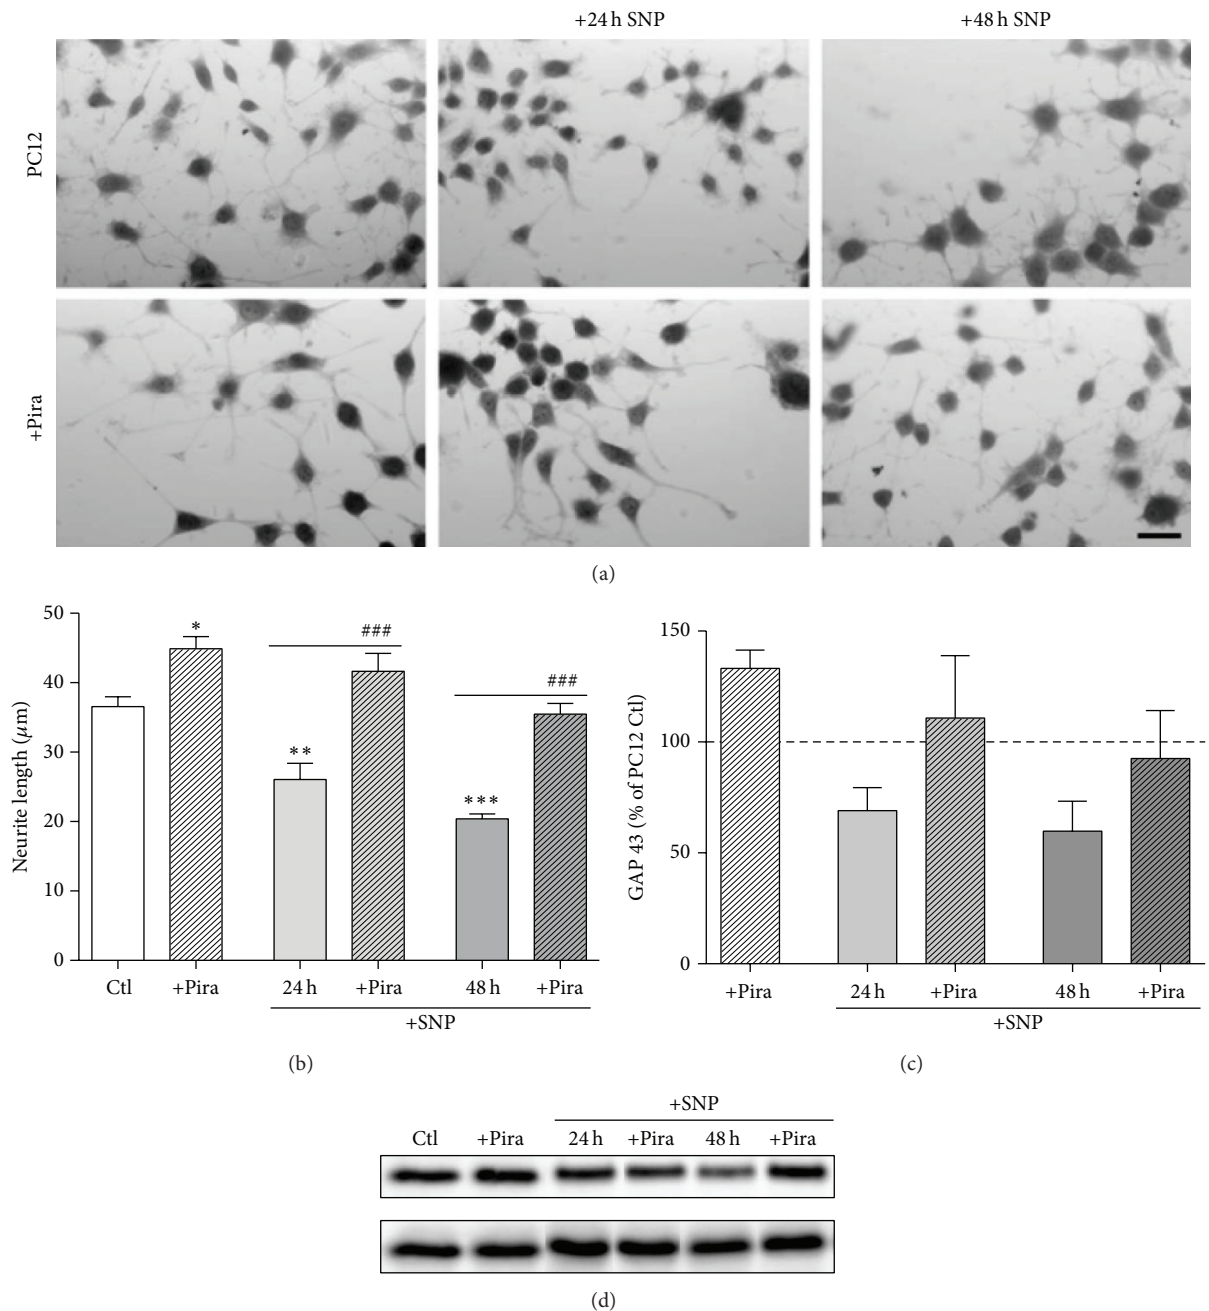 +24 h SNP +48 h SNP
PC12
+Pira
(a)
Neurite length (μm)
50
40
30
20
10
0
*
**
###
***
###
Ctl +Pira 24 h +Pira 48 h +Pira
+SNP
(b)
GAP 43 (% of PC12 Ctl)
150
100
50
0
+Pira 24 h +Pira 48 h +Pira
+SNP
(c)
+SNP
Ctl +Pira 24 h +Pira 48 h +Pira
(d)